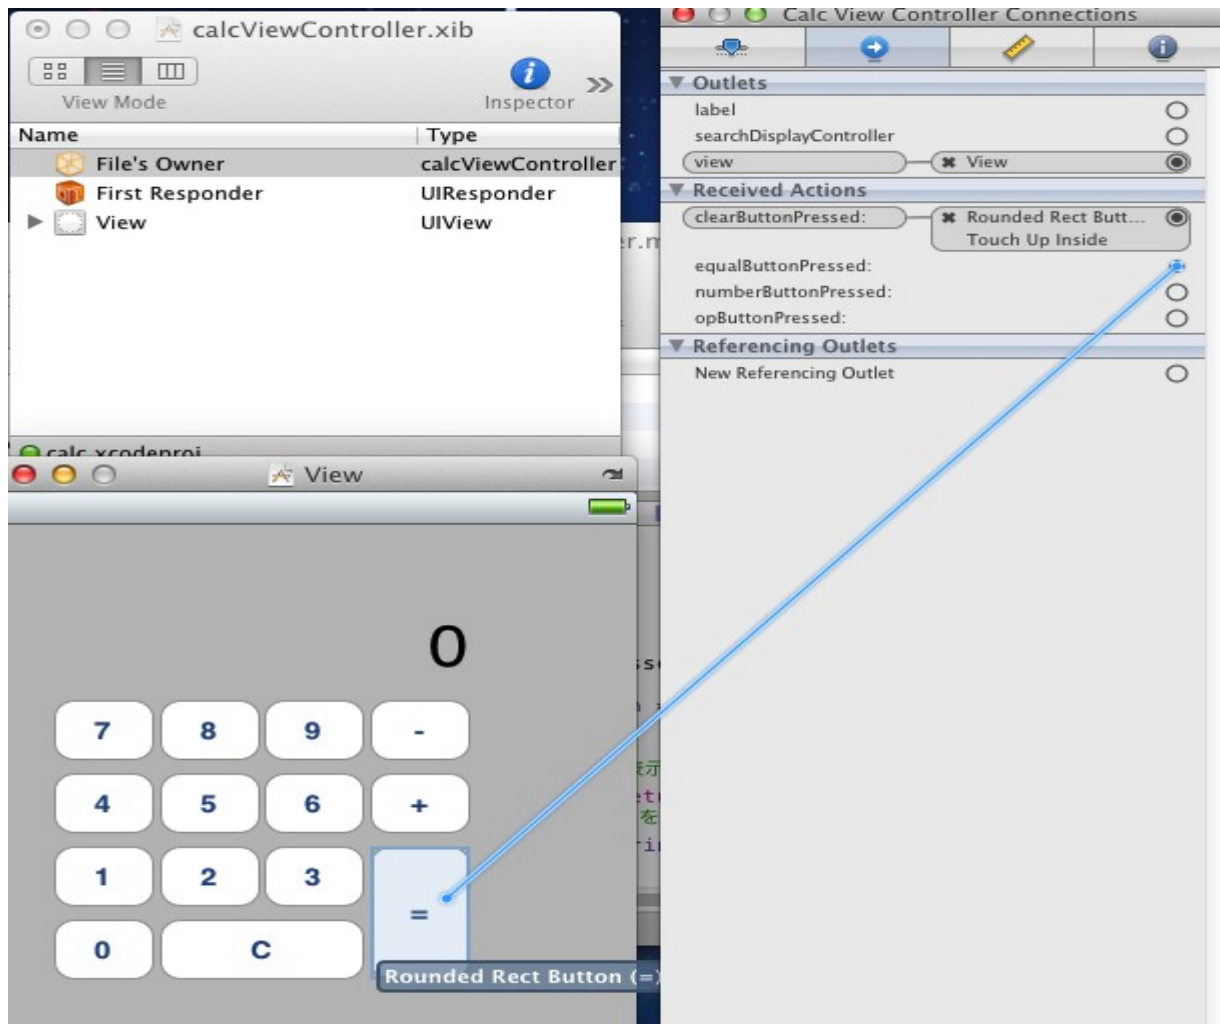 calcViewController.xib
View Mode
Inspector
Name Type
File's Owner calcViewController
First Responder UIResponder
View UIView
calc.xcodeproj
Calc View Controller Connections
Outlets
label
searchDisplayController
view View
Received Actions
clearButtonPressed: Rounded Rect Butt...
Touch Up Inside
equalButtonPressed:
numberButtonPressed:
opButtonPressed:
Referencing Outlets
New Referencing Outlet
View
0
7 8 9 -
4 5 6 +
1 2 3
=
0 C
Rounded Rect Button (=)